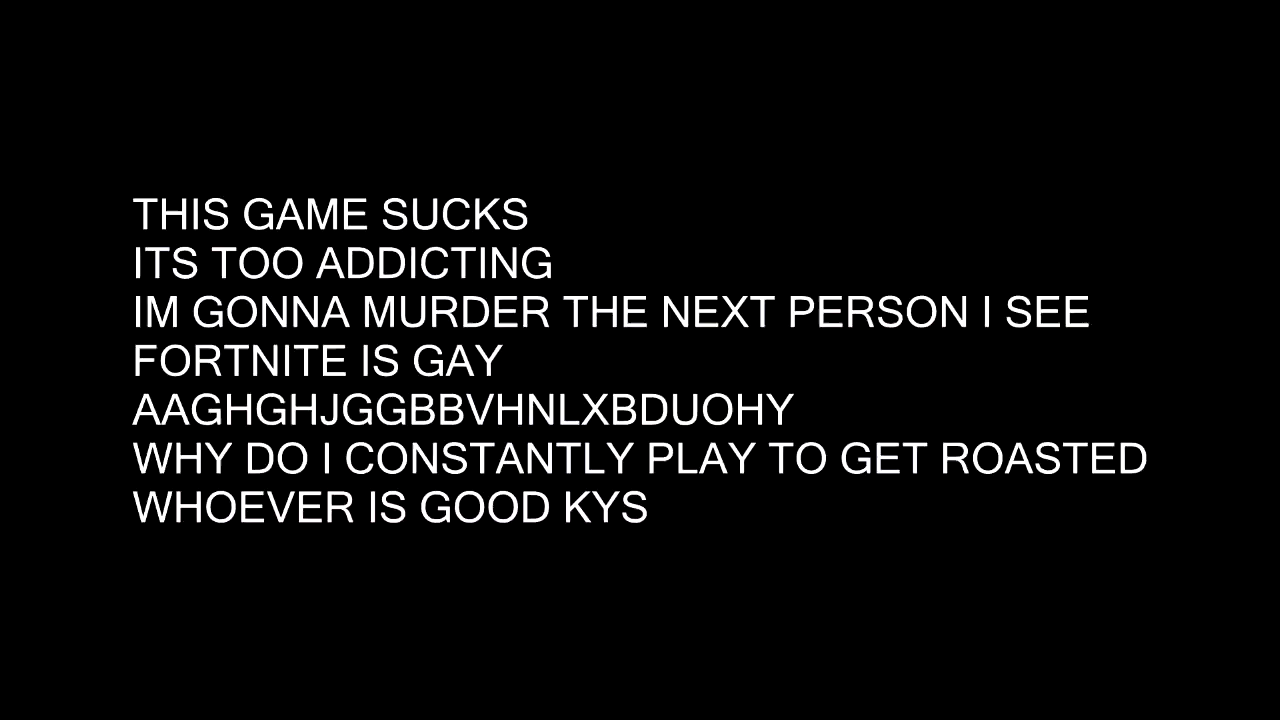 THIS GAME SUCKS
ITS TOO ADDICTING
IM GONNA MURDER THE NEXT PERSON I SEE
FORTNITE IS GAY
AAGHGHJGGBBVHNLXBDUOHY
WHY DO I CONSTANTLY PLAY TO GET ROASTED
WHOEVER IS GOOD KYS